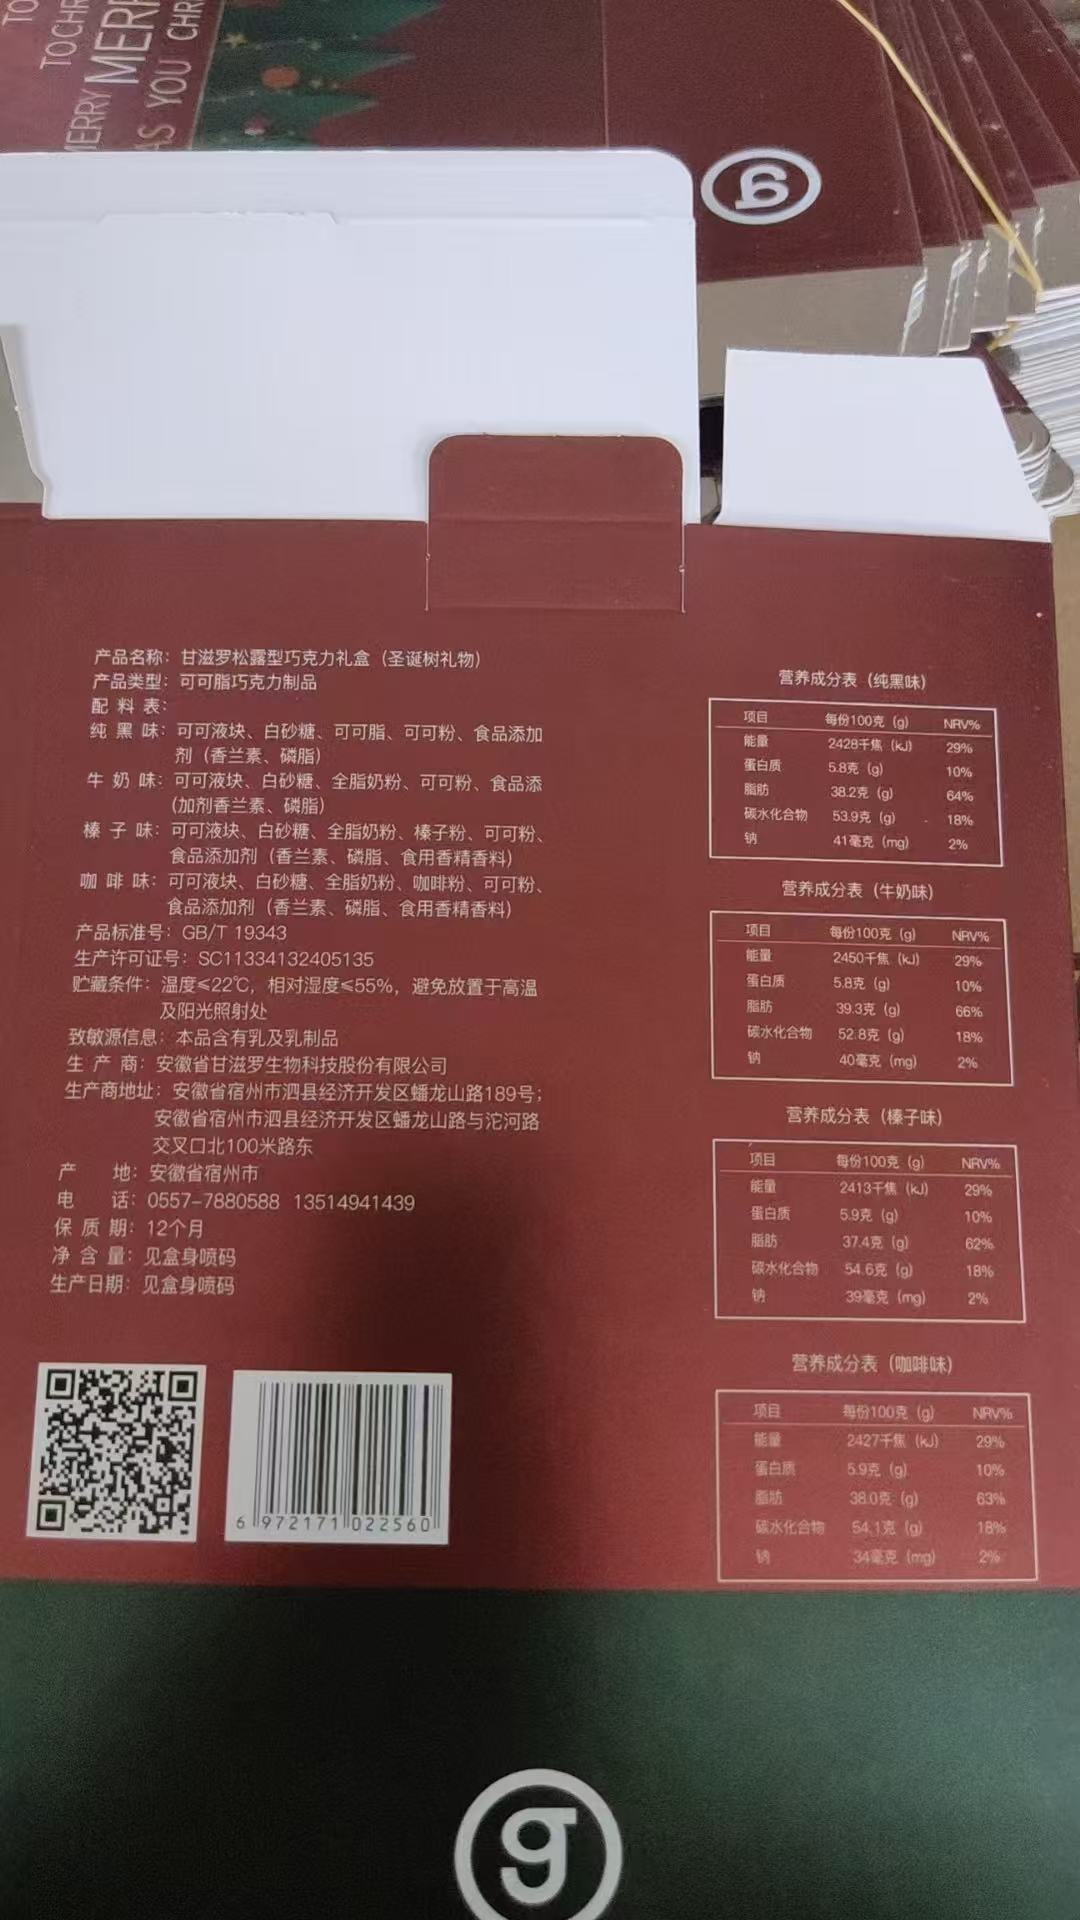 TO
TOCHR
MERRY MERR
AS YOU CHR
g
产品名称：甘滋罗松露型巧克力礼盒（圣诞树礼物）
产品类型：可可脂巧克力制品
配 料 表：
纯 黑 味：可可液块、白砂糖、可可脂、可可粉、食品添加
剂（香兰素、磷脂）
牛 奶 味：可可液块、白砂糖、全脂奶粉、可可粉、食品添
(加剂香兰素、磷脂）
榛 子 味：可可液块、白砂糖、全脂奶粉、榛子粉、可可粉、
食品添加剂（香兰素、磷脂、食用香精香料）
咖 啡 味：可可液块、白砂糖、全脂奶粉、咖啡粉、可可粉、
食品添加剂（香兰素、磷脂、食用香精香料）
产品标准号：GB/T 19343
生产许可证号：SC11334132405135
贮藏条件：温度≤22℃，相对湿度≤55%，避免放置于高温
及阳光照射处
致敏源信息：本品含有乳及乳制品
生 产 商：安徽省甘滋罗生物科技股份有限公司
生产商地址：安徽省宿州市泗县经济开发区蟠龙山路189号；
安徽省宿州市泗县经济开发区蟠龙山路与沱河路
交叉口北100米路东
产 地：安徽省宿州市
电 话：0557-7880588 13514941439
保 质 期：12个月
净 含 量：见盒身喷码
生产日期：见盒身喷码
6 972171 022560
营养成分表（纯黑味）
项目 每份100克（g） NRV%
能量 2428千焦（kJ） 29%
蛋白质 5.8克（g） 10%
脂肪 38.2克（g） 64%
碳水化合物 53.9克（g） 18%
钠 41毫克（mg） 2%
营养成分表（牛奶味）
项目 每份100克（g） NRV%
能量 2450千焦（kJ） 29%
蛋白质 5.8克（g） 10%
脂肪 39.3克（g） 66%
碳水化合物 52.8克（g） 18%
钠 40毫克（mg） 2%
营养成分表（榛子味）
项目 每份100克（g） NRV%
能量 2413千焦（kJ） 29%
蛋白质 5.9克（g） 10%
脂肪 37.4克（g） 62%
碳水化合物 54.6克（g） 18%
钠 39毫克（mg） 2%
营养成分表（咖啡味）
项目 每份100克（g） NRV%
能量 2427千焦（kJ） 29%
蛋白质 5.9克（g） 10%
脂肪 38.0克（g） 63%
碳水化合物 54.1克（g） 18%
钠 34毫克（mg） 2%
g